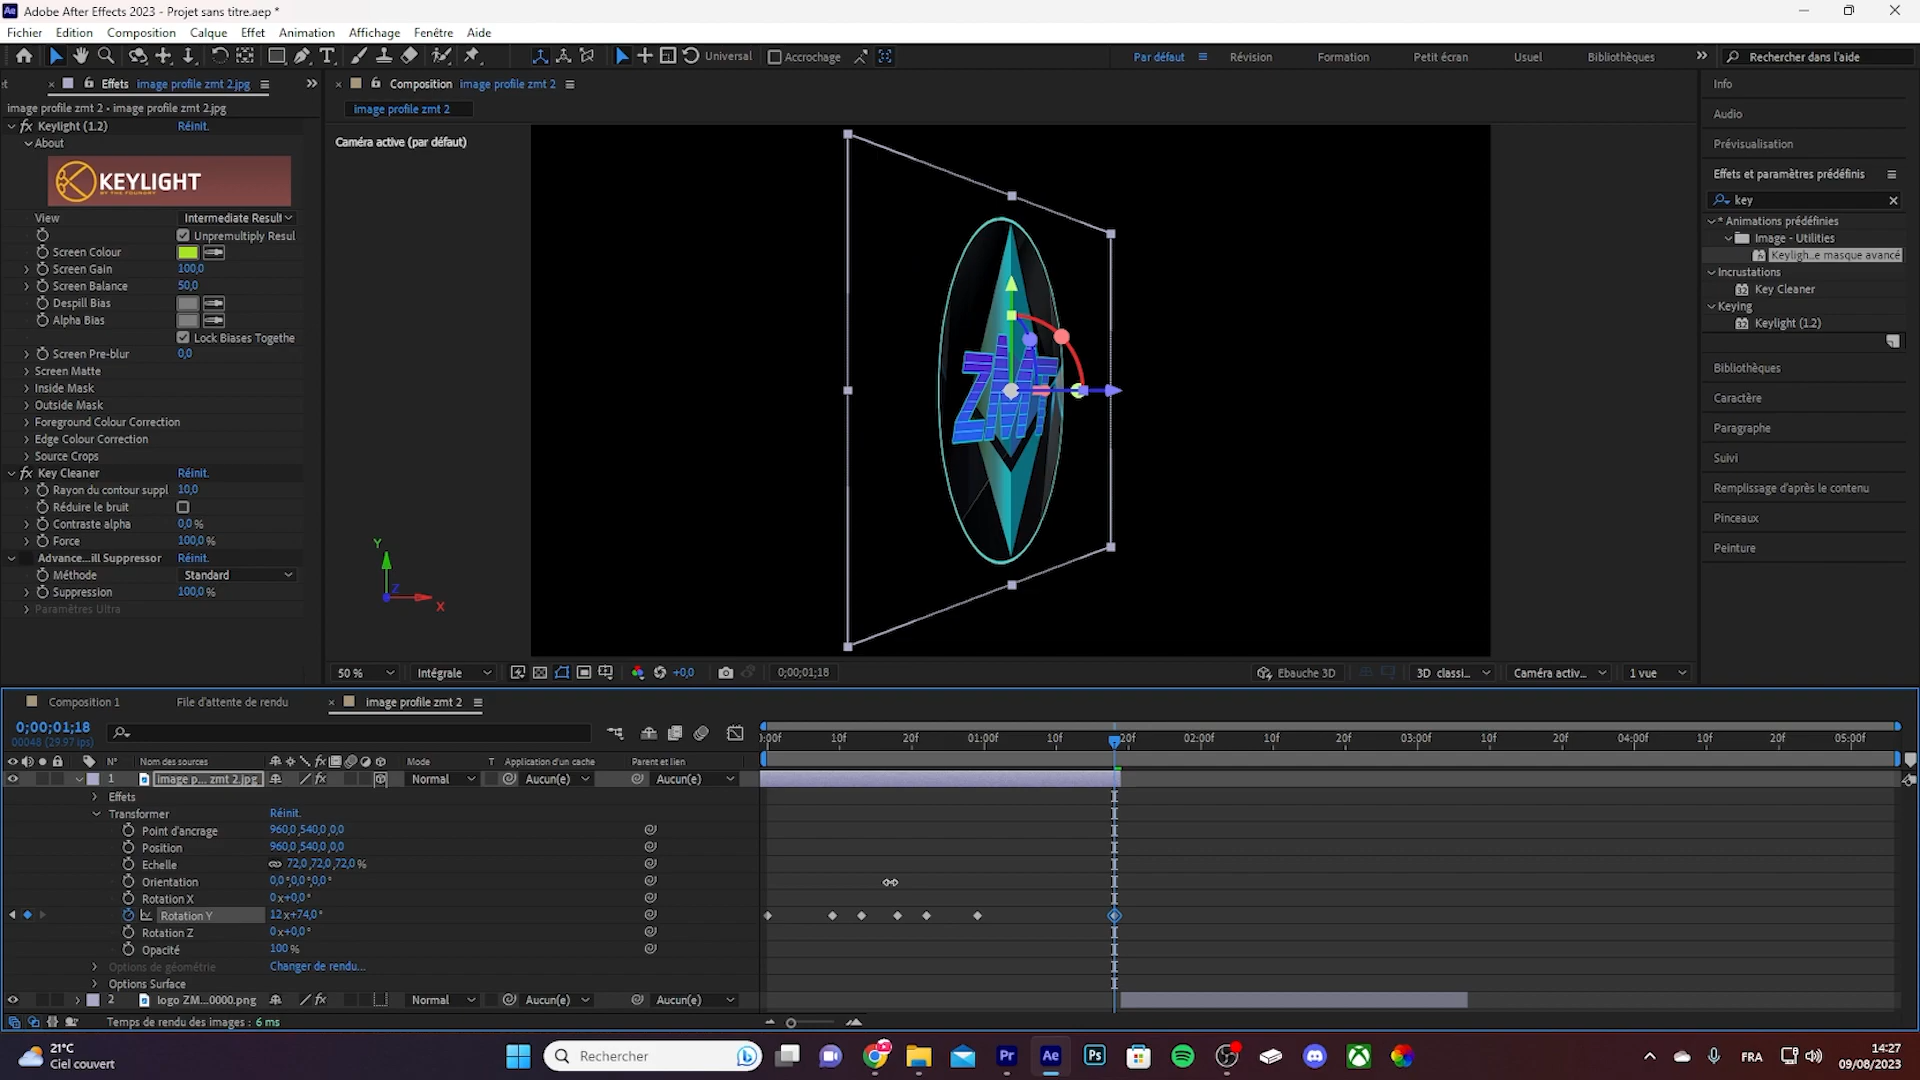 Adobe After Effects 2023 - Projet sans titre.aep *
Fichier Edition Composition Calque Effet Animation Affichage Fenêtre Aide
Universal Accrochage Par défaut Révision Formation Petit écran Usuel Bibliothèques Rechercher dans l'aide
Effets image profile zmt 2.jpg
Composition image profile zmt 2
image profile zmt 2 • image profile zmt 2.jpg
image profile zmt 2
Keylight (1.2) Réinit.
About
KEYLIGHT
BY THE FOUNDRY
View Intermediate Result
Unpremultiply Resul
Screen Colour
Screen Gain 100,0
Screen Balance 50,0
Despill Bias
Alpha Bias
Lock Biases Togethe
Screen Pre-blur 0,0
Screen Matte
Inside Mask
Outside Mask
Foreground Colour Correction
Edge Colour Correction
Source Crops
Key Cleaner Réinit.
Rayon du contour suppl 10,0
Réduire le bruit
Contraste alpha 0,0 %
Force 100,0 %
Advance...ill Suppressor Réinit.
Méthode Standard
Suppression 100,0 %
Paramètres Ultra
Caméra active (par défaut)
ZMT
Y
Z
X
50 % Intégrale +0,0 0;00;01;18 Ebauche 3D 3D classi... Caméra activ... 1 vue
Info
Audio
Prévisualisation
Effets et paramètres prédéfinis
key
* Animations prédéfinies
Image - Utilities
Keyligh...e masque avancé
Incrustations
Key Cleaner
Keying
Keylight (1.2)
Bibliothèques
Caractère
Paragraphe
Suivi
Remplissage d'après le contenu
Pinceaux
Peinture
Composition 1 File d'attente de rendu image profile zmt 2
0;00;01;18
00048 (29.97 ips)
0:00f 10f 20f 01:00f 10f 20f 02:00f 10f 20f 03:00f 10f 20f 04:00f 10f 20f 05:00f
N° Nom des sources Mode T Application d'un cache Parent et lien
1 image p... zmt 2.jpg Normal Aucun(e) Aucun(e)
Effets
Transformer Réinit.
Point d'ancrage 960,0,540,0,0,0
Position 960,0,540,0,0,0
Echelle 72,0,72,0,72,0 %
Orientation 0,0°,0,0°,0,0°
Rotation X 0x+0,0°
Rotation Y 12x+74,0°
Rotation Z 0x+0,0°
Opacité 100 %
Options de géométrie Changer de rendu...
Options Surface
2 logo ZM...0000.png Normal Aucun(e) Aucun(e)
Temps de rendu des images : 6 ms
21°C
Ciel couvert
Rechercher
Pr
Ae
Ps
FRA
14:27
09/08/2023